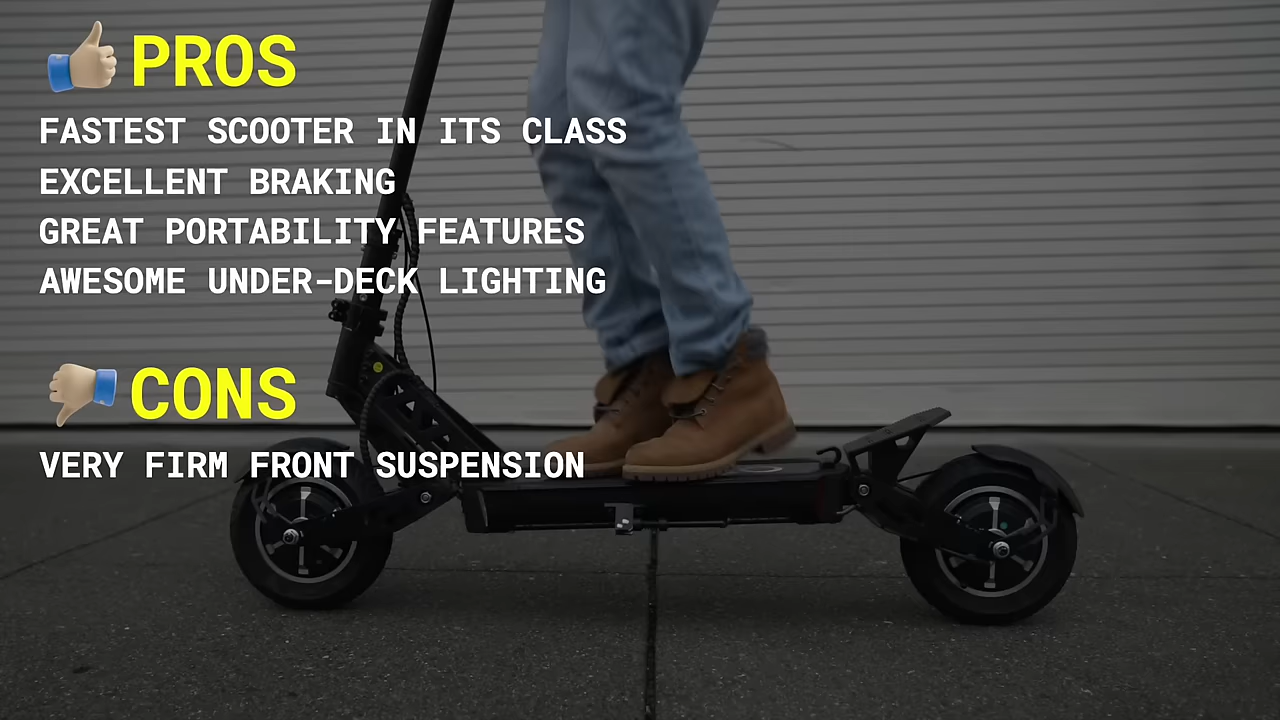 PROS
FASTEST SCOOTER IN ITS CLASS
EXCELLENT BRAKING
GREAT PORTABILITY FEATURES
AWESOME UNDER-DECK LIGHTING
CONS
VERY FIRM FRONT SUSPENSION